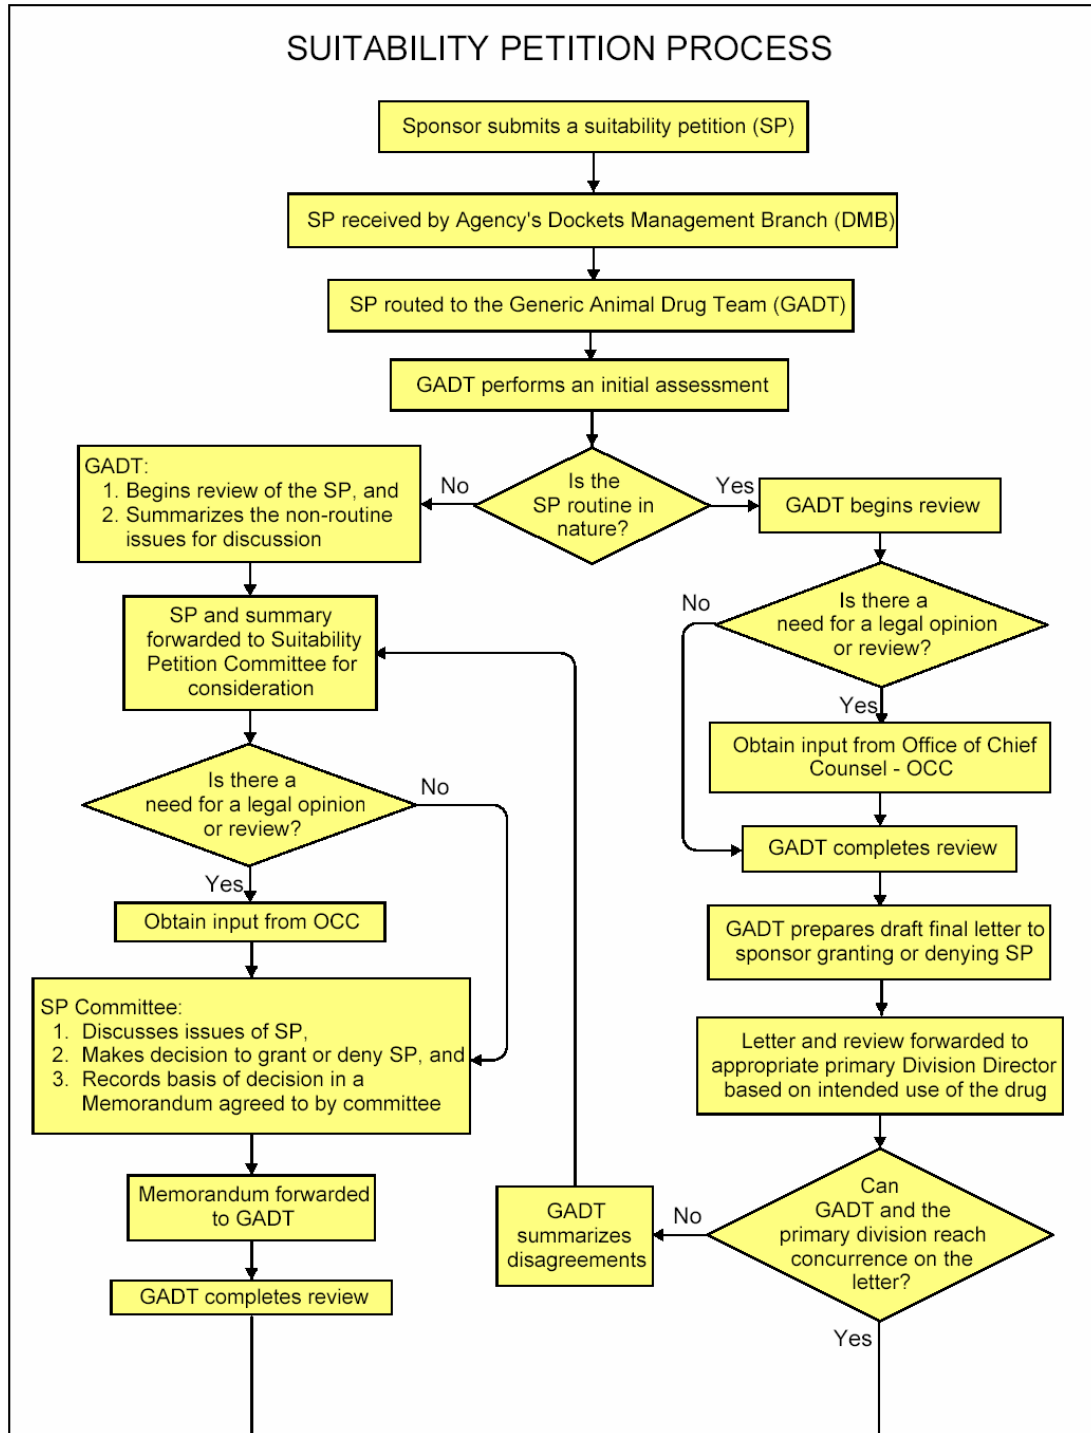 SUITABILITY PETITION PROCESS
Sponsor submits a suitability petition (SP)
SP received by Agency's Dockets Management Branch (DMB)
SP routed to the Generic Animal Drug Team (GADT)
GADT performs an initial assessment
Is the
SP routine in
nature?
No
Yes
GADT:
1. Begins review of the SP, and
2. Summarizes the non-routine
issues for discussion
SP and summary
forwarded to Suitability
Petition Committee for
consideration
Is there a
need for a legal opinion
or review?
No
Yes
Obtain input from OCC
SP Committee:
1. Discusses issues of SP,
2. Makes decision to grant or deny SP, and
3. Records basis of decision in a
Memorandum agreed to by committee
Memorandum forwarded
to GADT
GADT completes review
GADT begins review
Is there a
need for a legal opinion
or review?
No
Yes
Obtain input from Office of Chief
Counsel - OCC
GADT completes review
GADT prepares draft final letter to
sponsor granting or denying SP
Letter and review forwarded to
appropriate primary Division Director
based on intended use of the drug
Can
GADT and the
primary division reach
concurrence on the
letter?
No
GADT
summarizes
disagreements
Yes